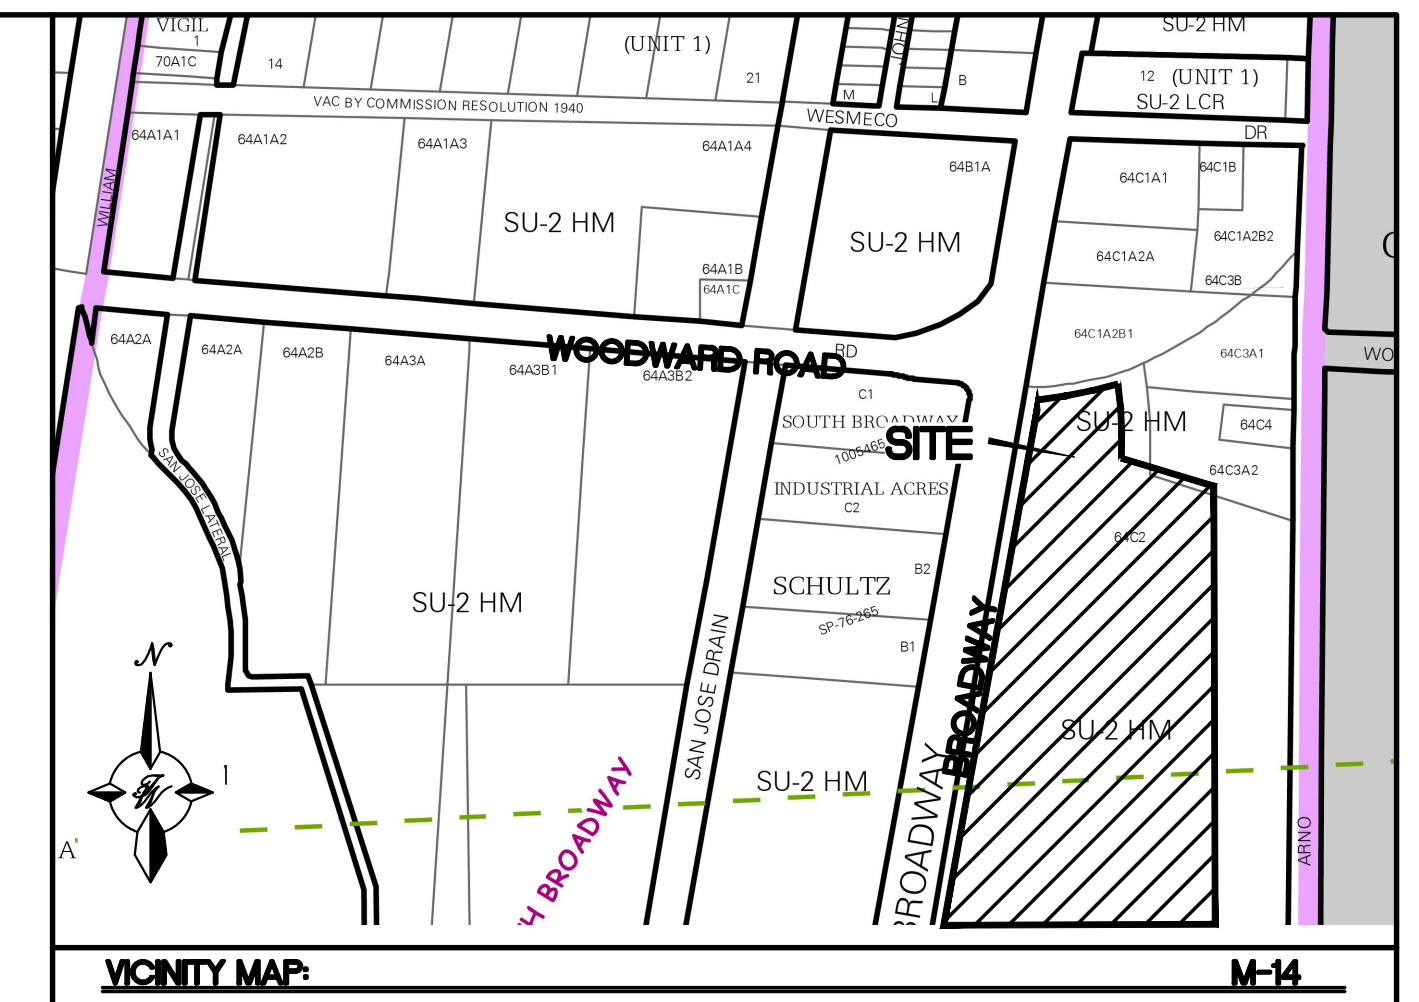 VIGIL
1
70A1C
14
(UNIT 1)
21
JOHN
M
L
B
SU-2 HM
12 (UNIT 1)
SU-2 LCR
VAC BY COMMISSION RESOLUTION 1940
WESMECO
DR
64A1A1
64A1A2
64A1A3
64A1A4
64B1A
64C1A1
64C1B
WILLIAM
SU-2 HM
SU-2 HM
64C1A2A
64C1A2B2
64A1B
64A1C
64C3B
64A2A
64A2A
64A2B
64A3A
64A3B1
64A3B2
WOODWARD ROAD
RD
64C1A2B1
64C3A1
WO
C1
SOUTH BROADWAY
1005465
SITE
SU-2 HM
64C4
64C3A2
SAN JOSE LATERAL
INDUSTRIAL ACRES
C2
64C2
SU-2 HM
SCHULTZ
SP-76-265
B2
B1
SAN JOSE DRAIN
BROADWAY
SU-2 HM
N
1
A
H BROADWAY
SU-2 HM
BROADWAY
ARNO
VICINITY MAP:
M-14